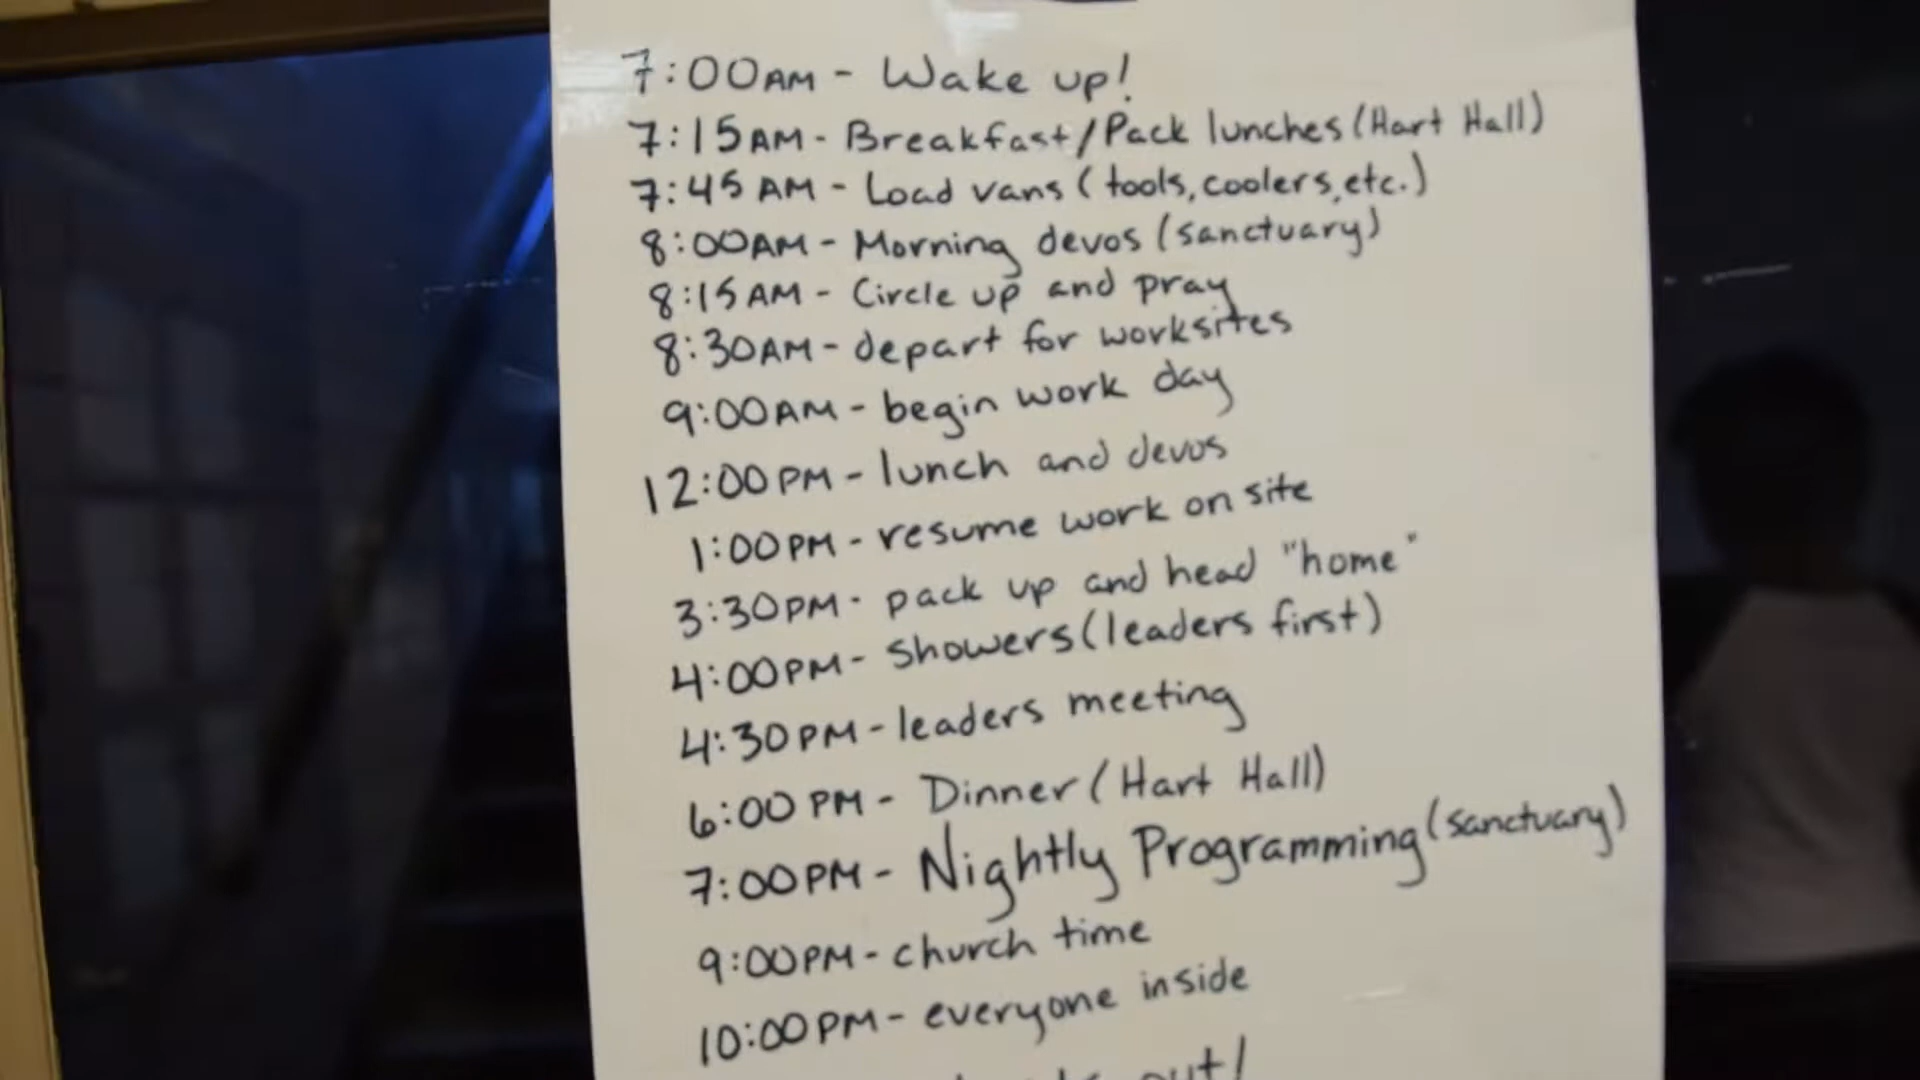 7:00AM - Wake up!
7:15AM - Breakfast/Pack lunches (Hart Hall)
7:45AM - Load vans (tools, coolers, etc.)
8:00AM - Morning devos (sanctuary)
8:15AM - Circle up and pray
8:30AM - depart for worksites
9:00AM - begin work day
12:00PM - lunch and devos
1:00PM - resume work on site
3:30PM - pack up and head "home"
4:00PM - showers (leaders first)
4:30PM - leaders meeting
6:00PM - Dinner (Hart Hall)
7:00PM - Nightly Programming (sanctuary)
9:00PM - church time
10:00PM - everyone inside
out!